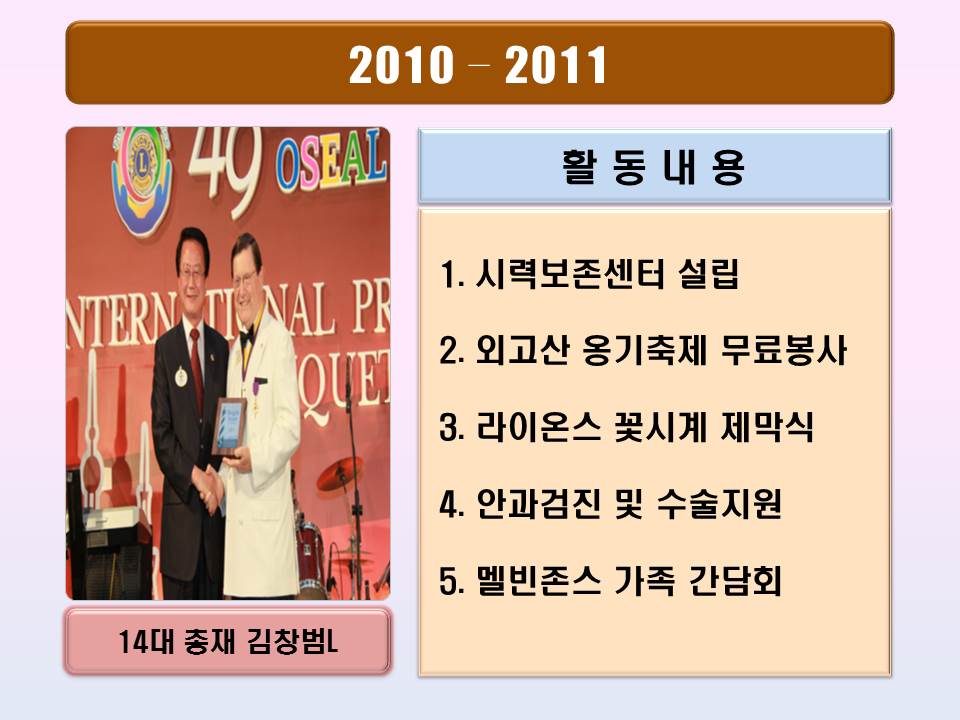 2010 – 2011
49 OSEAL
L
INTERNATIONAL PR
QUET
활 동 내 용
1. 시력보존센터 설립
2. 외고산 옹기축제 무료봉사
3. 라이온스 꽃시계 제막식
4. 안과검진 및 수술지원
5. 멜빈존스 가족 간담회
14대 총재 김창범L